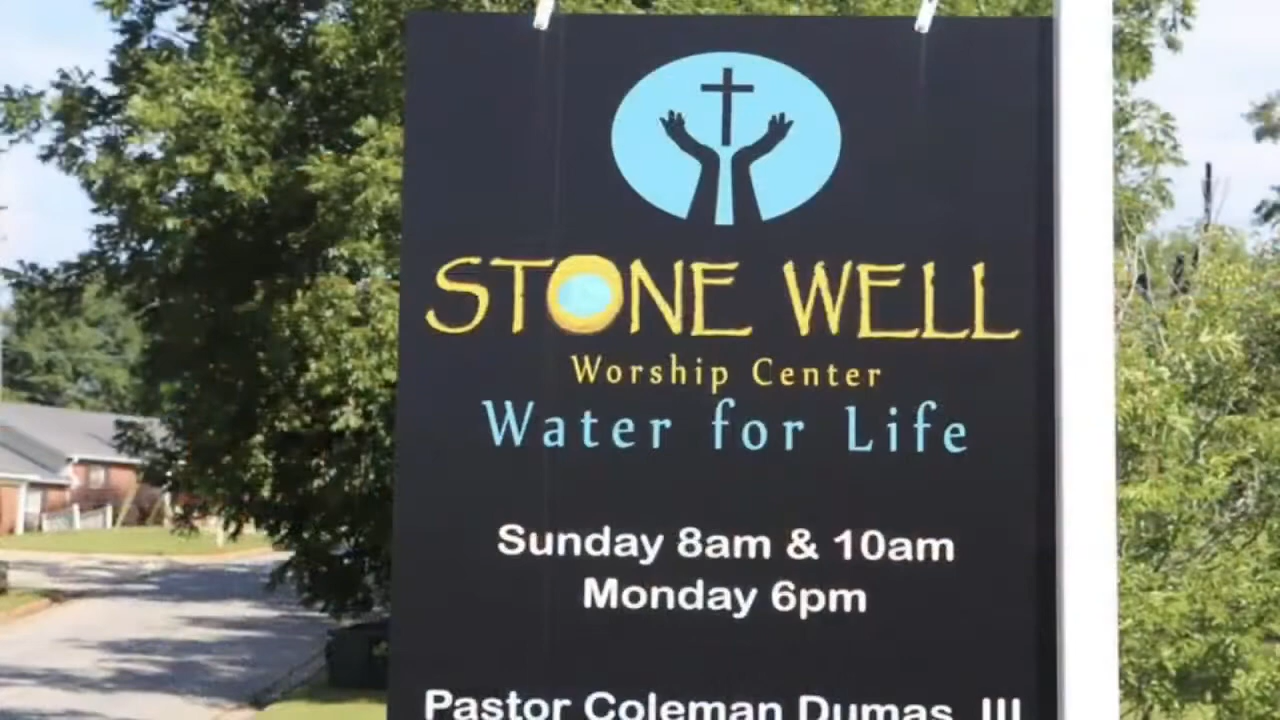 STONE WELL
Worship Center
Water for Life
Sunday 8am & 10am
Monday 6pm
Pastor Coleman Dumas, III